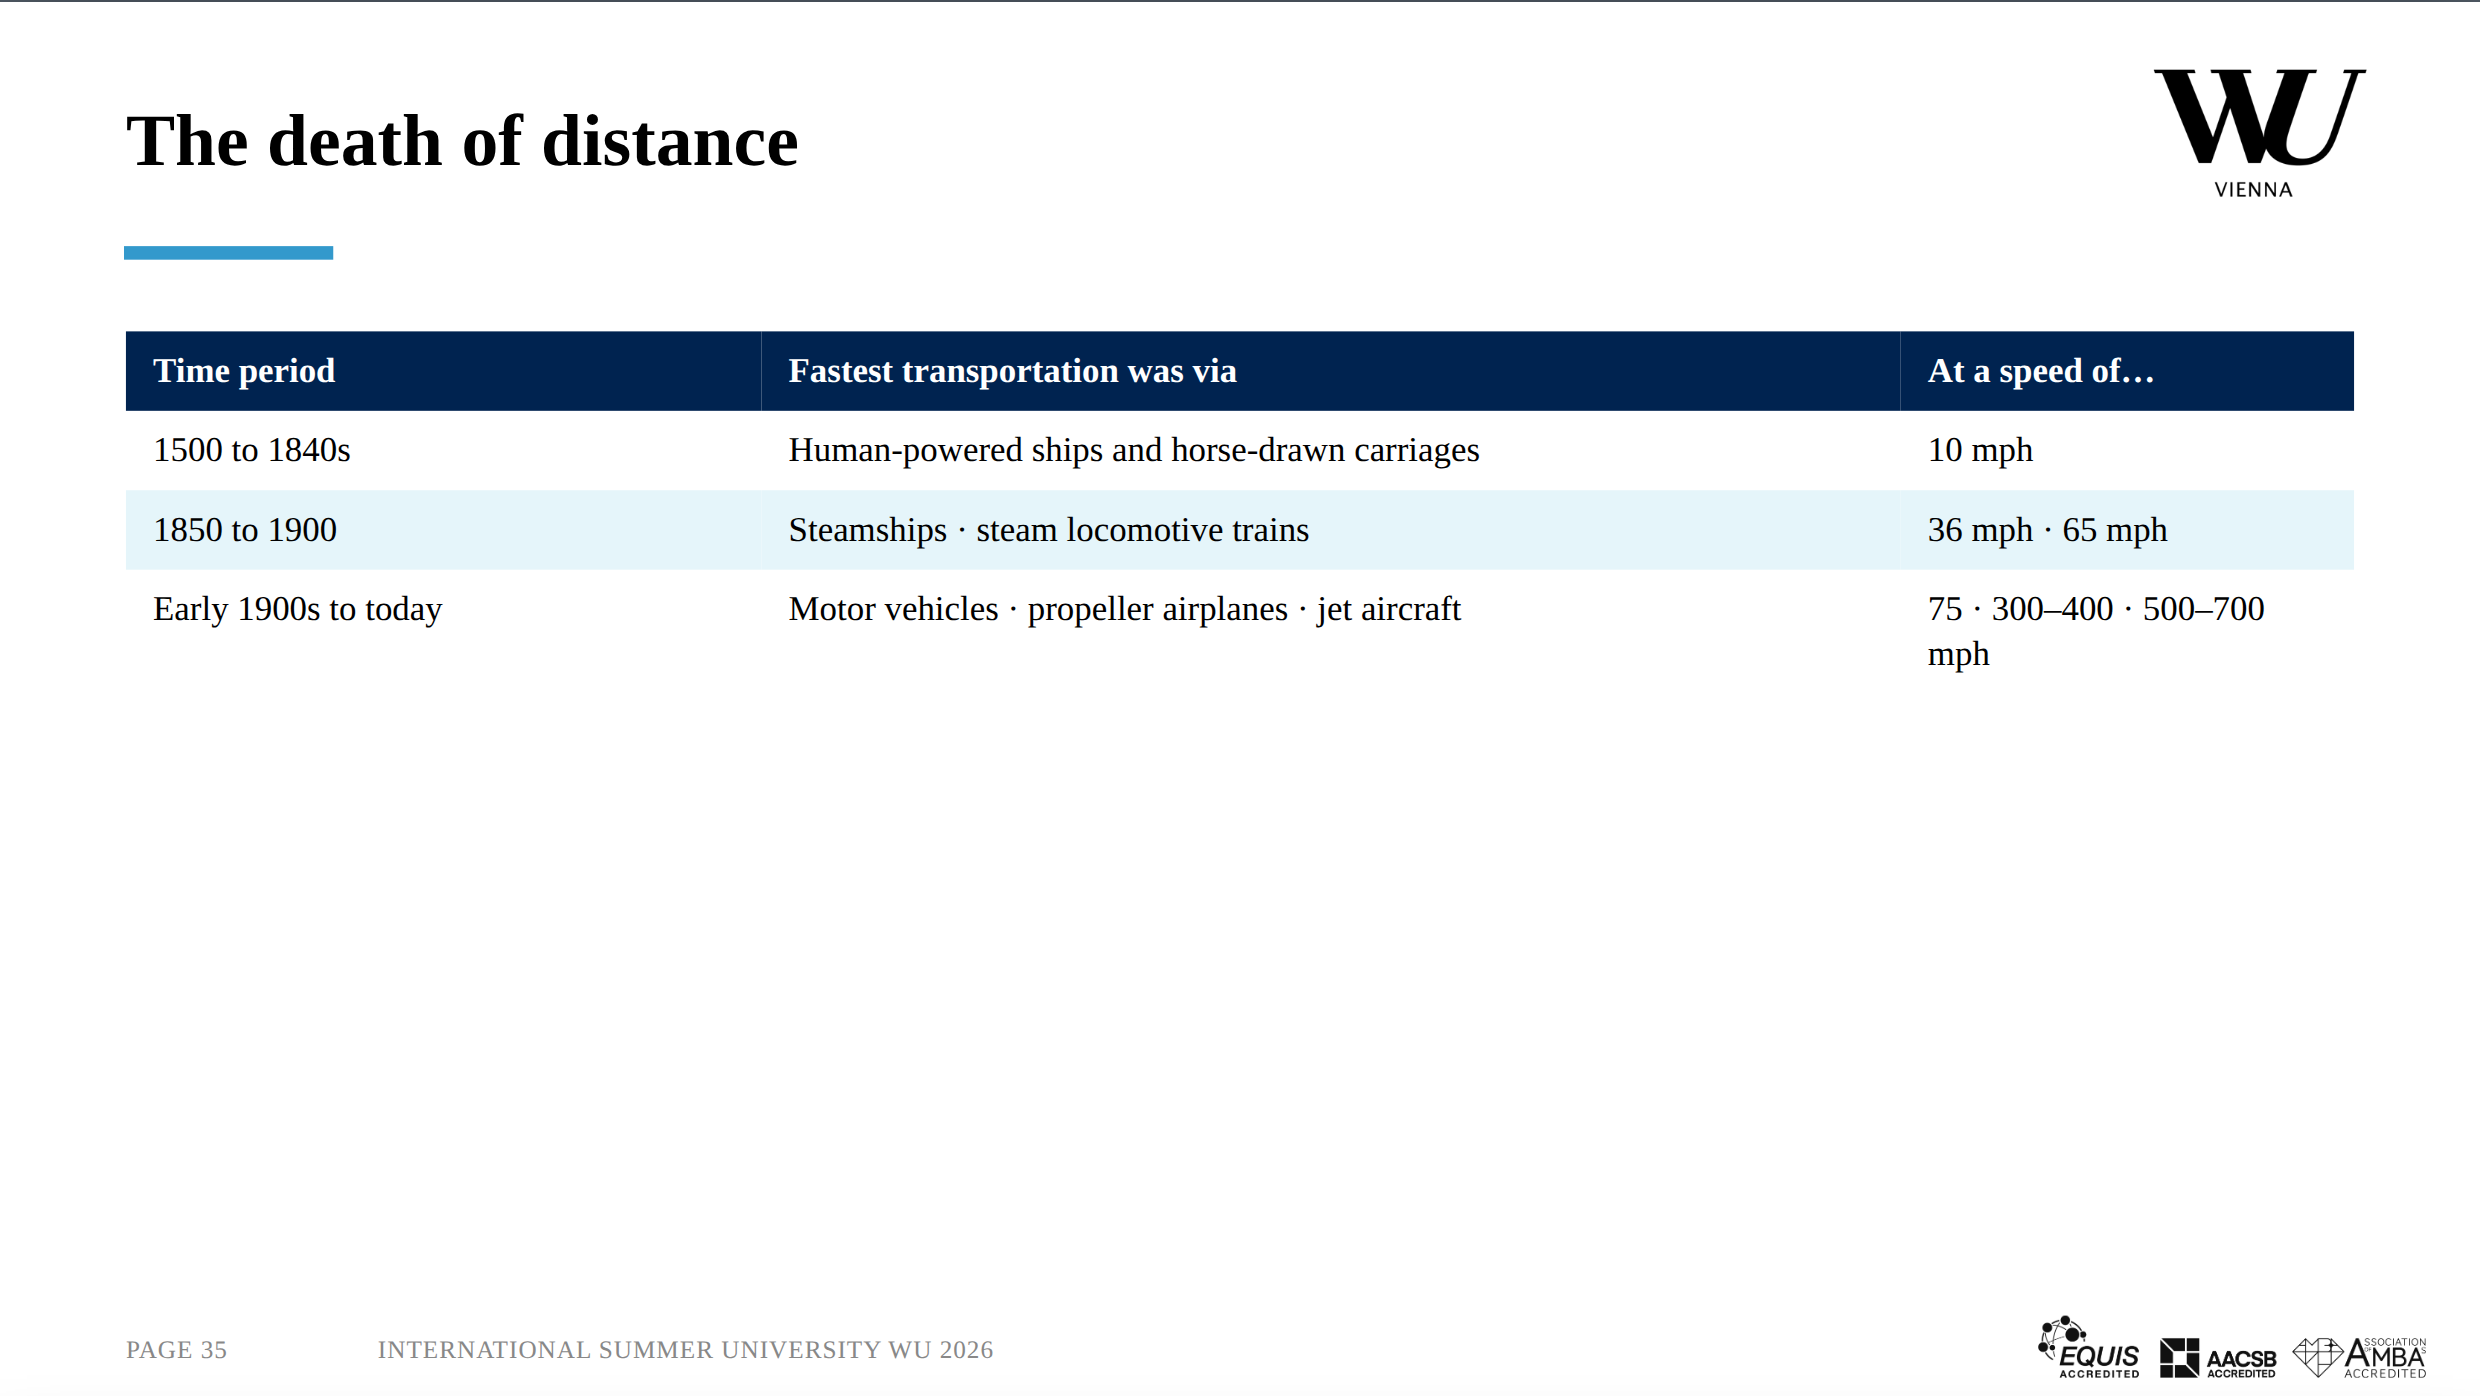 The death of distance
WU
VIENNA
Time period Fastest transportation was via At a speed of…
1500 to 1840s Human-powered ships and horse-drawn carriages 10 mph
1850 to 1900 Steamships · steam locomotive trains 36 mph · 65 mph
Early 1900s to today Motor vehicles · propeller airplanes · jet aircraft 75 · 300–400 · 500–700
mph
PAGE 35 INTERNATIONAL SUMMER UNIVERSITY WU 2026
EQUIS
ACCREDITED
AACSB
ACCREDITED
ASSOCIATION
OF
AMBAS
ACCREDITED